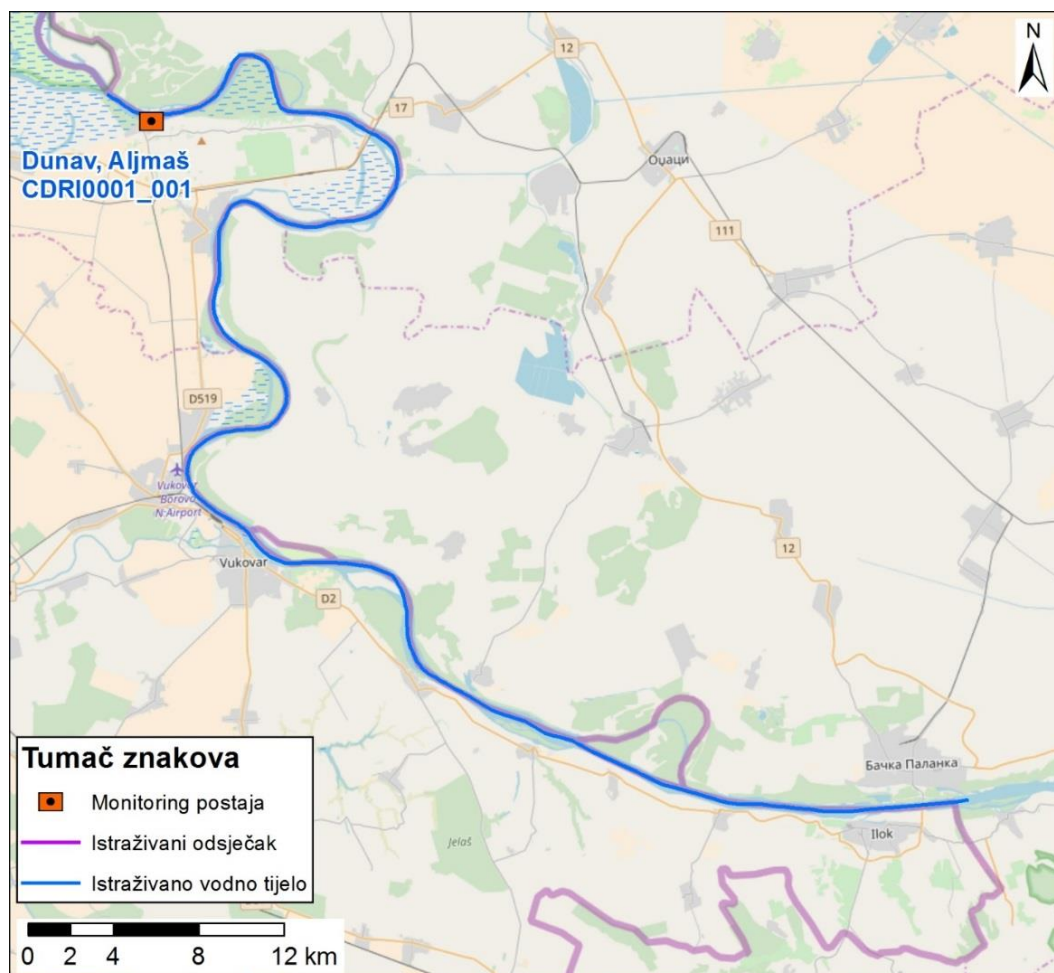 N
12
17
Dunav, Aljmaš
CDRI0001_001
Оџаци
111
D519
Vukovar
Borovo
N.Airport
Vukovar
D2
12
Бачка Паланка
Ilok
Jelaš
Tumač znakova
Monitoring postaja
Istraživani odsječak
Istraživano vodno tijelo
0 2 4 8 12 km